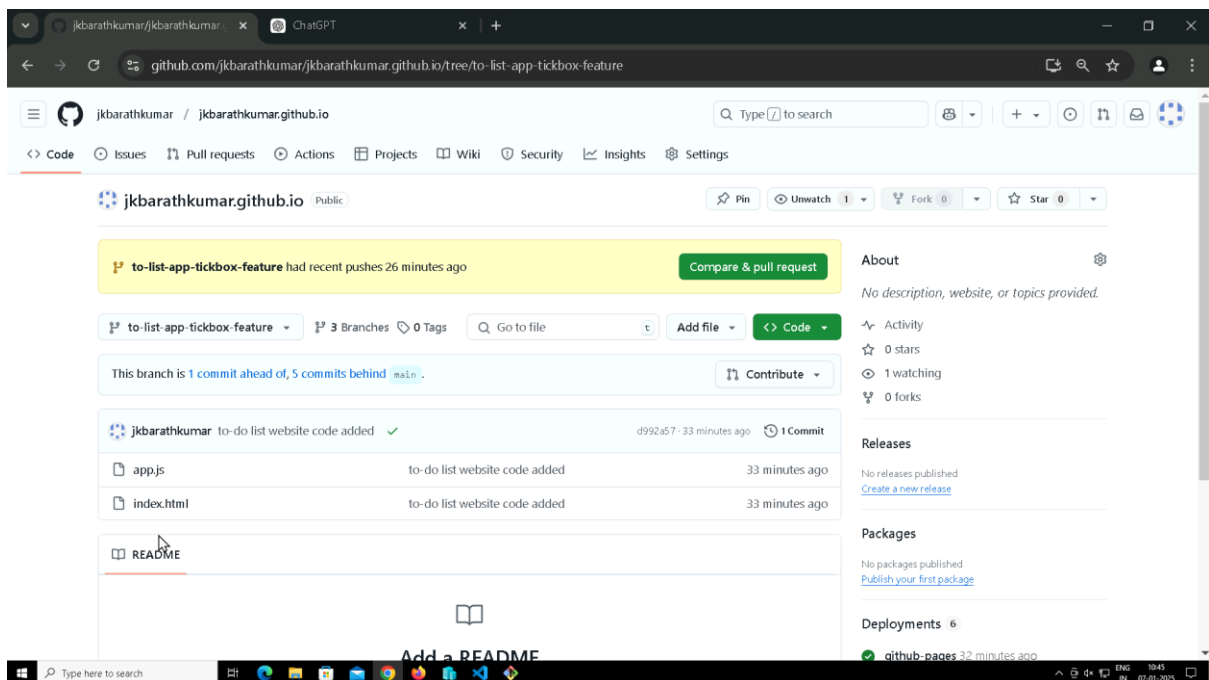 jkbarathkumar/jkbarathkumar.g
ChatGPT
github.com/jkbarathkumar/jkbarathkumar.github.io/tree/to-list-app-tickbox-feature
jkbarathkumar / jkbarathkumar.github.io
Type / to search
<> Code Issues Pull requests Actions Projects Wiki Security Insights Settings
jkbarathkumar.github.io Public
Pin Unwatch 1 Fork 0 Star 0
to-list-app-tickbox-feature had recent pushes 26 minutes ago
Compare & pull request
to-list-app-tickbox-feature 3 Branches 0 Tags Go to file t Add file <> Code
This branch is 1 commit ahead of, 5 commits behind main .
Contribute
jkbarathkumar to-do list website code added d992a57 · 33 minutes ago 1 Commit
app.js to-do list website code added 33 minutes ago
index.html to-do list website code added 33 minutes ago
README
Add a README
About
No description, website, or topics provided.
Activity
0 stars
1 watching
0 forks
Releases
No releases published
Create a new release
Packages
No packages published
Publish your first package
Deployments 6
github-pages 32 minutes ago
Type here to search
ENG
IN
10:45
07-01-2025